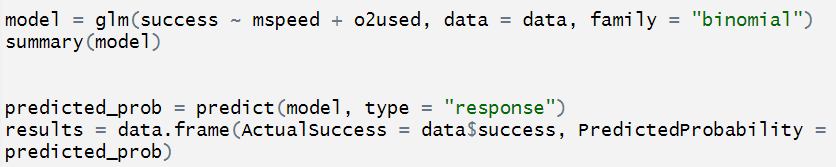 model = glm(success ~ mspeed + o2used, data = data, family = "binomial")
summary(model)
predicted_prob = predict(model, type = "response")
results = data.frame(ActualSuccess = data$success, PredictedProbability =
predicted_prob)